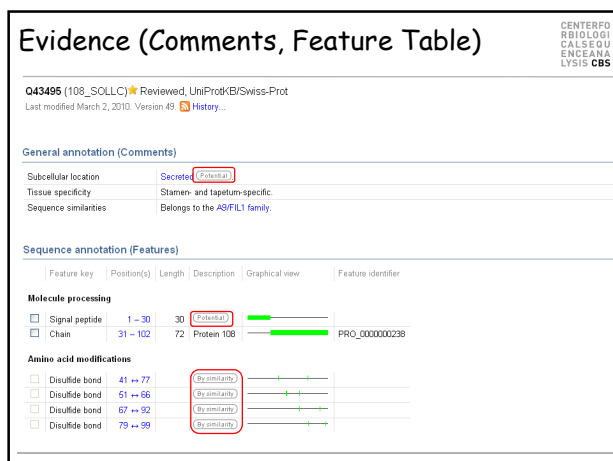 Evidence (Comments, Feature Table)
CENTERFO
RBIOLOGI
CALSEQU
ENCEANA
LYSIS CBS
Q43495 (108_SOLLC) Reviewed, UniProtKB/Swiss-Prot
Last modified March 2, 2010. Version 49. History...
General annotation (Comments)
Subcellular location Secreted Potential.
Tissue specificity Stamen- and tapetum-specific.
Sequence similarities Belongs to the A9/FIL1 family.
Sequence annotation (Features)
Feature key Position(s) Length Description Graphical view Feature identifier
Molecule processing
Signal peptide 1 – 30 30 Potential
Chain 31 – 102 72 Protein 108 PRO_0000000238
Amino acid modifications
Disulfide bond 41 ↔ 77 By similarity
Disulfide bond 51 ↔ 66 By similarity
Disulfide bond 67 ↔ 92 By similarity
Disulfide bond 79 ↔ 99 By similarity